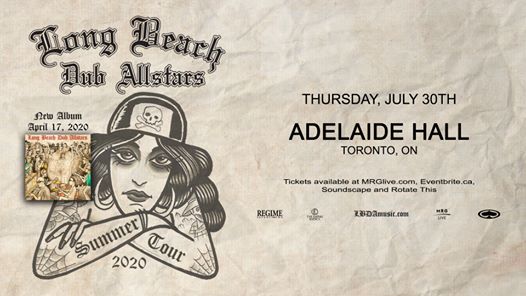 Long Beach
Dub Allstars
New Album
April 17, 2020
Long Beach Dub Allstars
Summer
Tour
2020
THURSDAY, JULY 30TH
ADELAIDE HALL
TORONTO, ON
Tickets available at MRGlive.com, Eventbrite.ca,
Soundscape and Rotate This
REGIME
LBDAmusic.com
MRG
LIVE